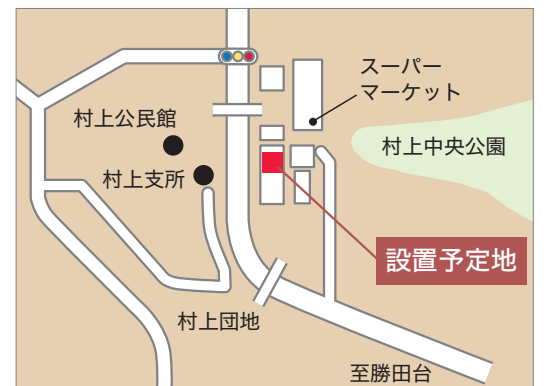 スーパー
マーケット
村上公民館
村上中央公園
村上支所
設置予定地
村上団地
至勝田台